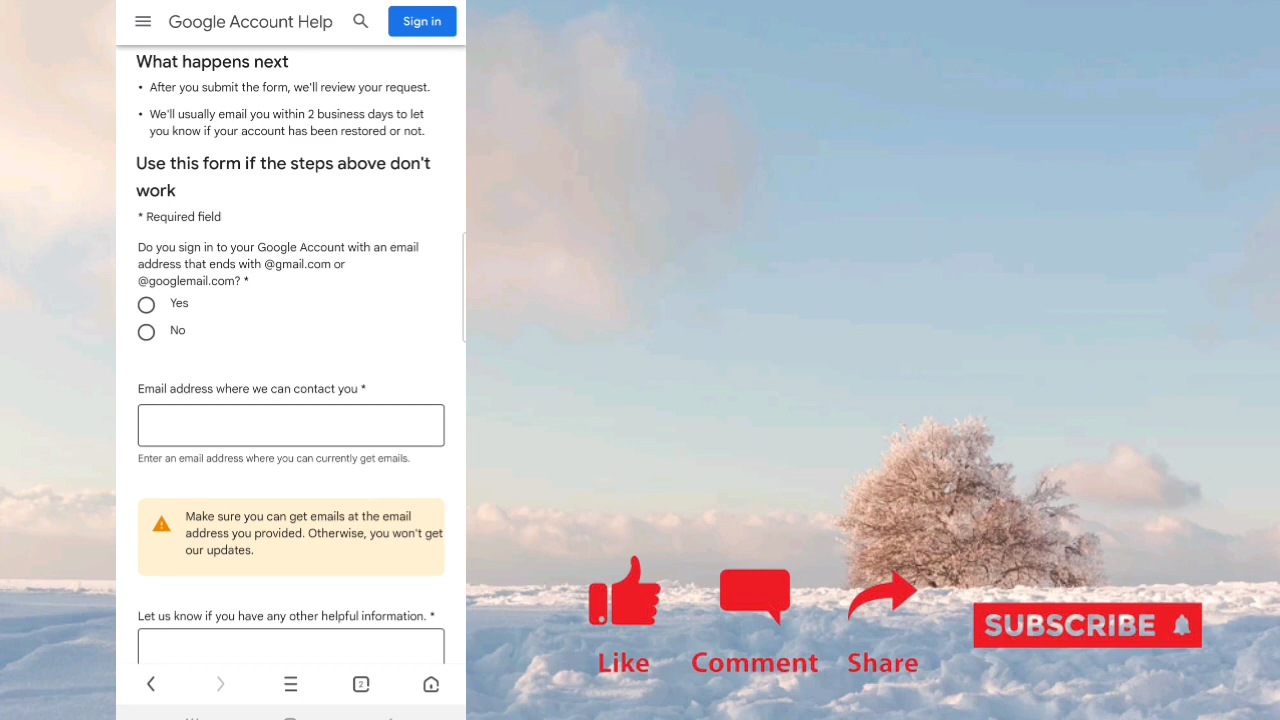 Google Account Help
Sign in
What happens next
• After you submit the form, we'll review your request.
• We'll usually email you within 2 business days to let
you know if your account has been restored or not.
Use this form if the steps above don't
work
* Required field
Do you sign in to your Google Account with an email
address that ends with @gmail.com or
@googlemail.com? *
Yes
No
Email address where we can contact you *
Enter an email address where you can currently get emails.
Make sure you can get emails at the email
address you provided. Otherwise, you won't get
our updates.
Let us know if you have any other helpful information. *
2
Like
Comment
Share
SUBSCRIBE